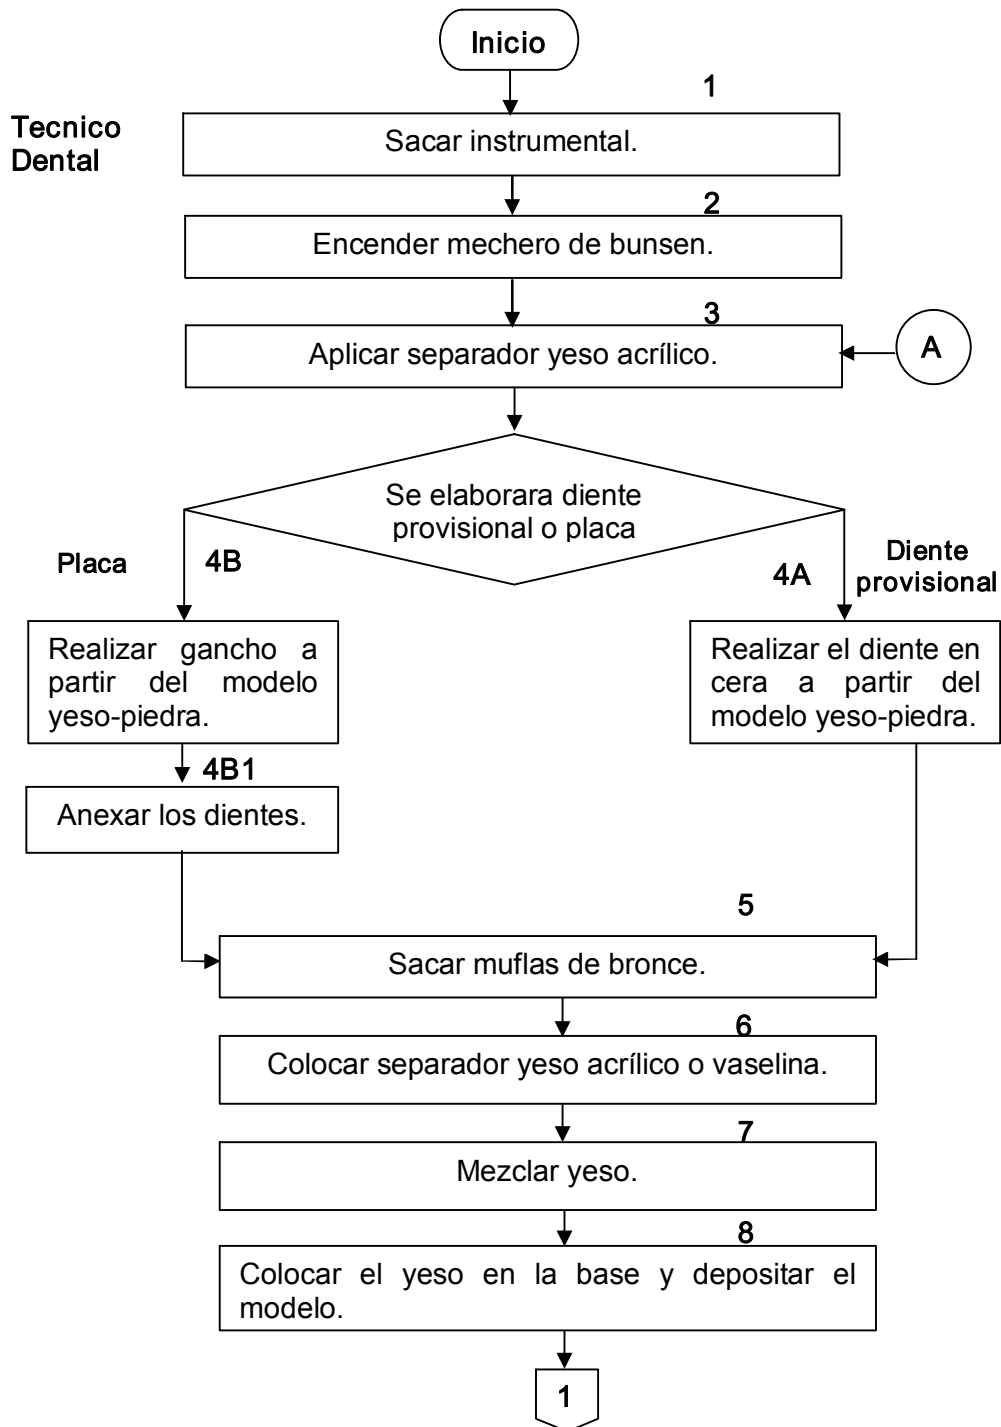 Inicio
1
Tecnico
Dental
Sacar instrumental.
2
Encender mechero de bunsen.
3
Aplicar separador yeso acrílico.
A
Se elaborara diente
provisional o placa
Placa
4B
4A
Diente
provisional
Realizar gancho a
partir del modelo
yeso-piedra.
Realizar el diente en
cera a partir del
modelo yeso-piedra.
4B1
Anexar los dientes.
5
Sacar muflas de bronce.
6
Colocar separador yeso acrílico o vaselina.
7
Mezclar yeso.
8
Colocar el yeso en la base y depositar el
modelo.
1